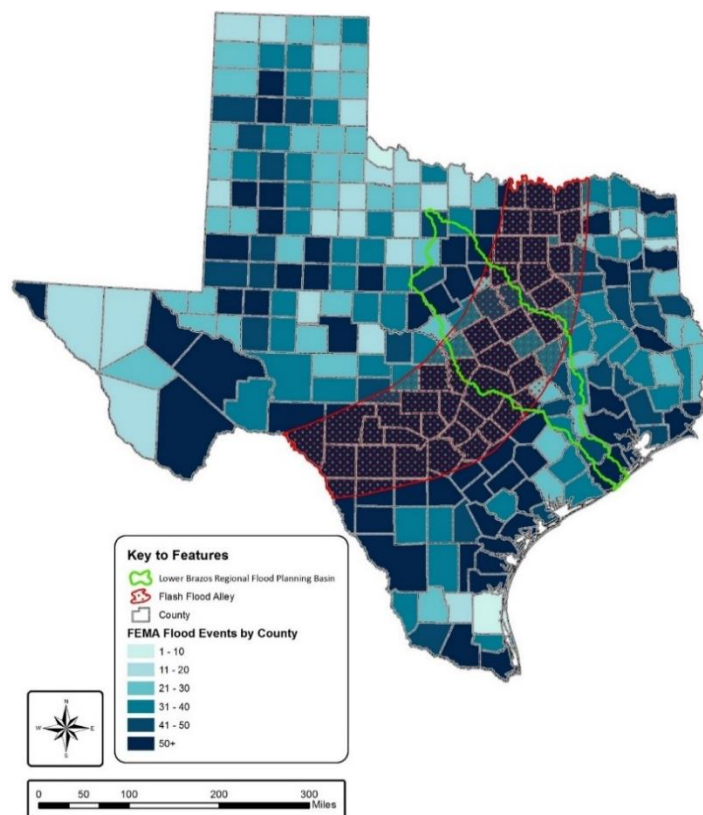 Key to Features
Lower Brazos Regional Flood Planning Basin
Flash Flood Alley
County
FEMA Flood Events by County
1 - 10
11 - 20
21 - 30
31 - 40
41 - 50
50+
N
W E
S
0 50 100 200 300
Miles